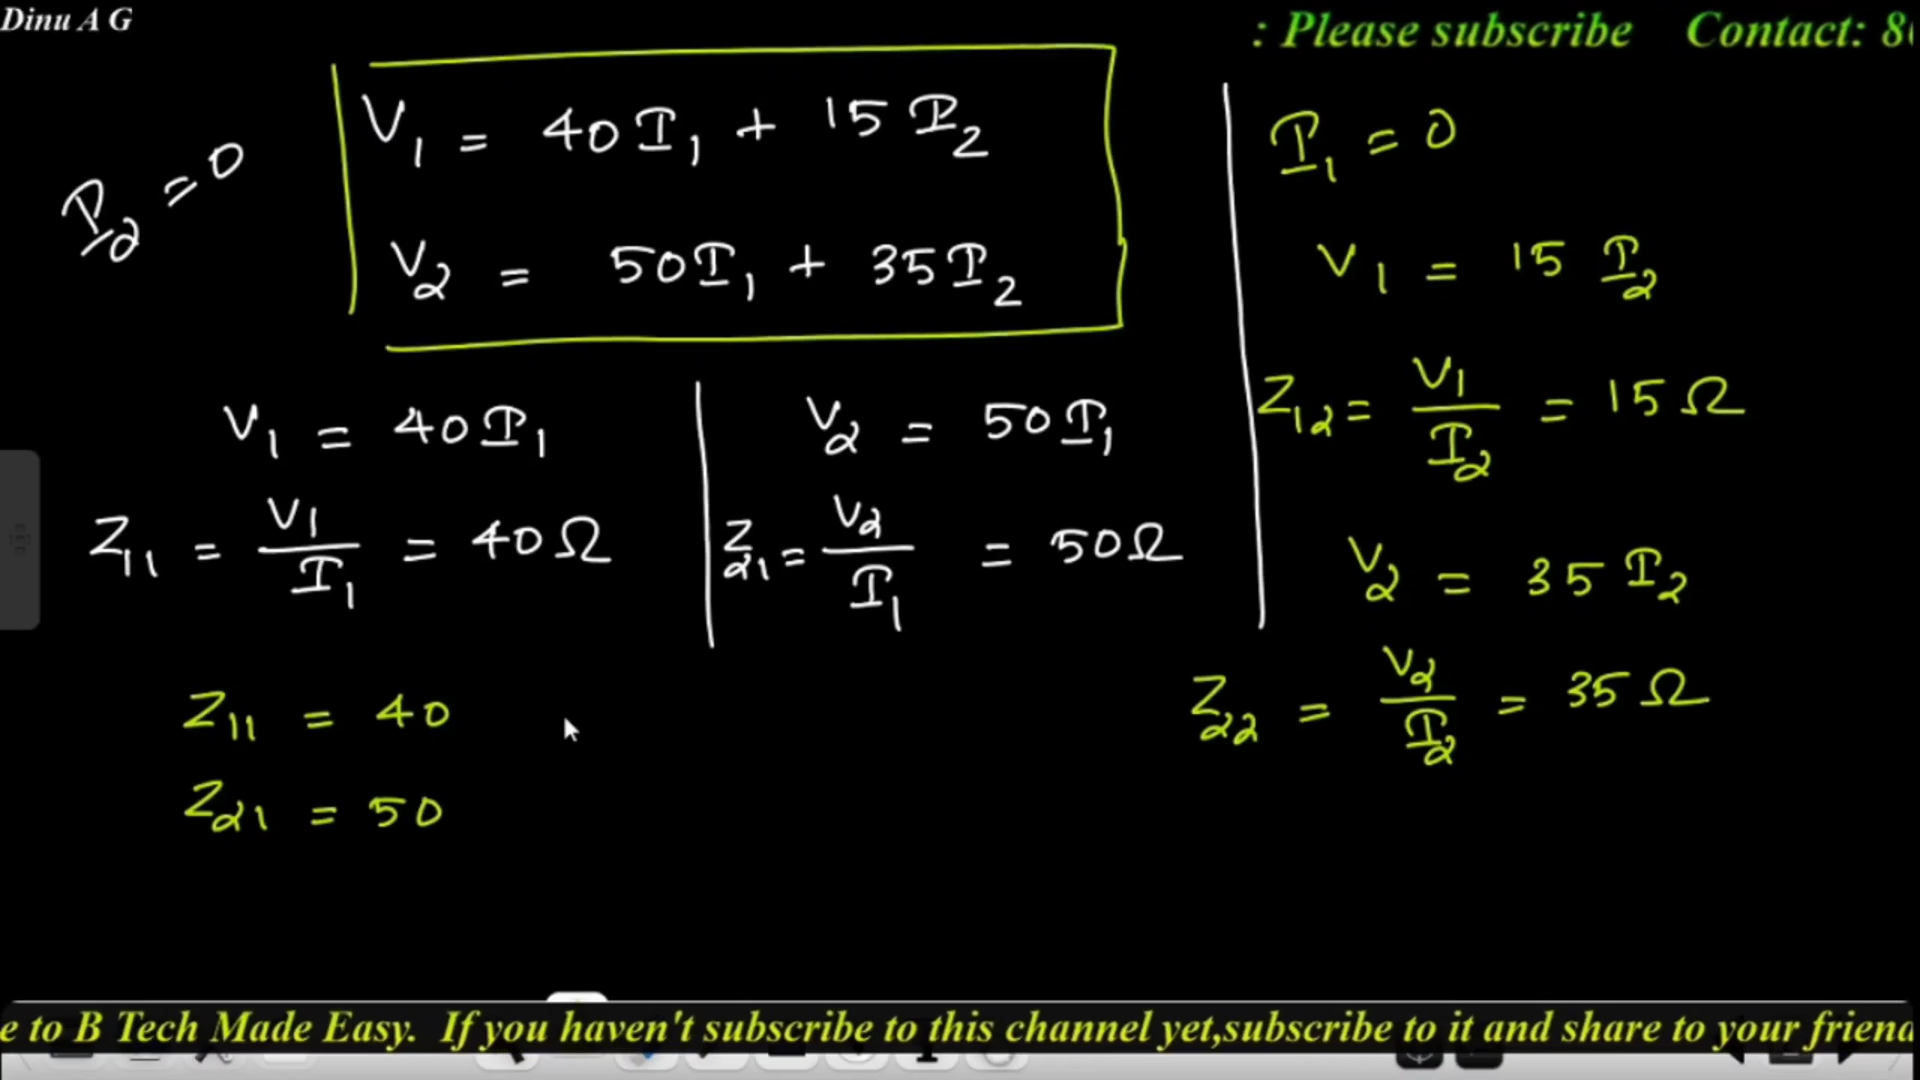 Dinu A G
: Please subscribe Contact: 8
I2 = 0
V1 = 40I1 + 15I2
V2 = 50I1 + 35I2
V1 = 40I1
Z11 = V1/I1 = 40Ω
V2 = 50I1
Z21 = V2/I1 = 50Ω
I1 = 0
V1 = 15 I2
Z12 = V1/I2 = 15Ω
V2 = 35 I2
Z22 = V2/I2 = 35Ω
Z11 = 40
Z21 = 50
e to B Tech Made Easy. If you haven't subscribe to this channel yet,subscribe to it and share to your friend